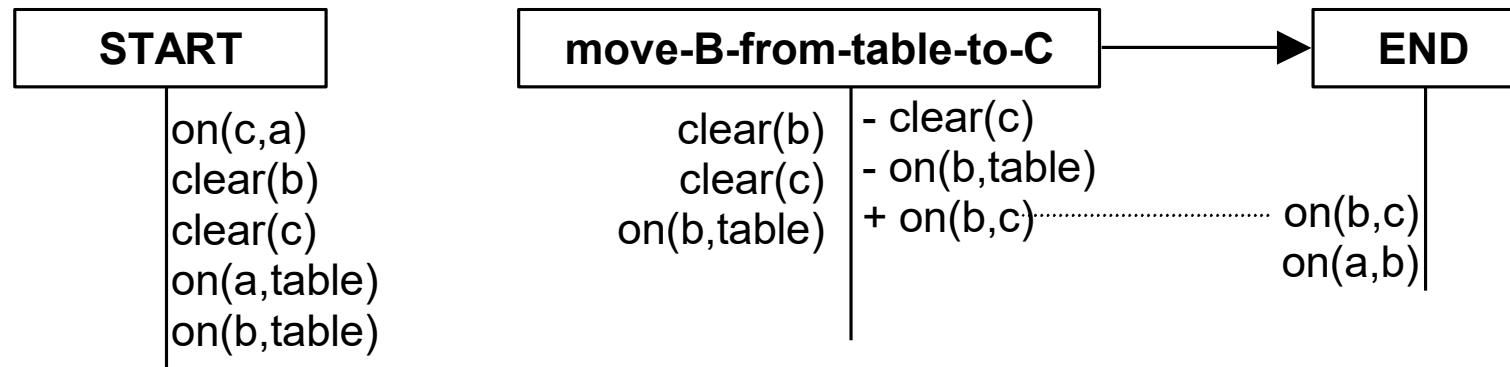 START
on(c,a)
clear(b)
clear(c)
on(a,table)
on(b,table)
move-B-from-table-to-C
clear(b)
clear(c)
on(b,table)
- clear(c)
- on(b,table)
+ on(b,c)
END
on(b,c)
on(a,b)